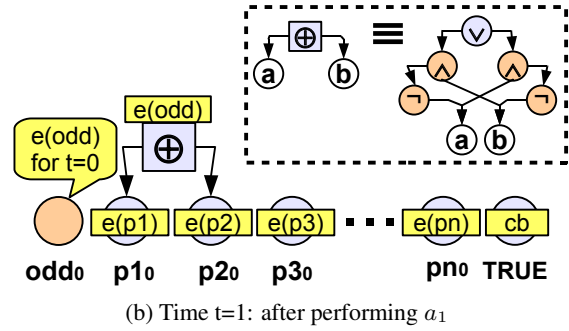 ⊕ ≡ ∨
a b ∧ ∧
¬ ¬
a b
e(odd)
⊕
e(odd)
for t=0
e(p1) e(p2) e(p3) ▪ ▪ ▪ e(pn) cb
odd₀ p1₀ p2₀ p3₀ pn₀ TRUE
(b) Time t=1: after performing a₁